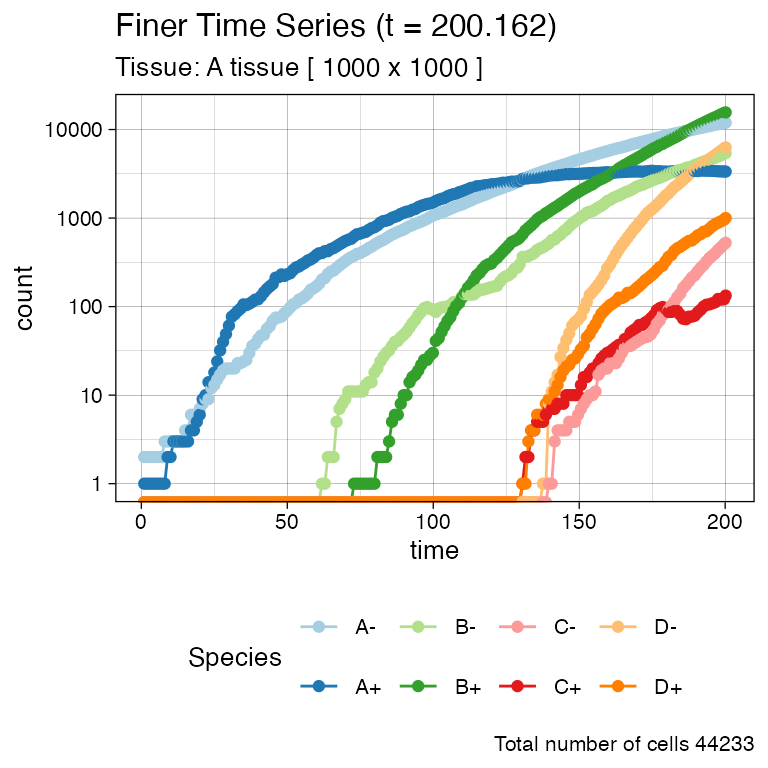 Finer Time Series (t = 200.162)
Tissue: A tissue [ 1000 x 1000 ]
10000
1000
100
10
1
count
0 50 100 150 200
time
Species
A- B- C- D-
A+ B+ C+ D+
Total number of cells 44233